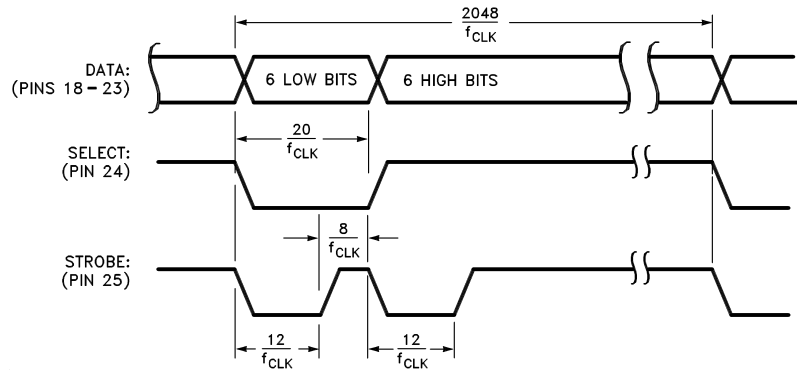 2048
fCLK
DATA:
(PINS 18–23)
6 LOW BITS
6 HIGH BITS
20
fCLK
SELECT:
(PIN 24)
8
fCLK
STROBE:
(PIN 25)
12
fCLK
12
fCLK